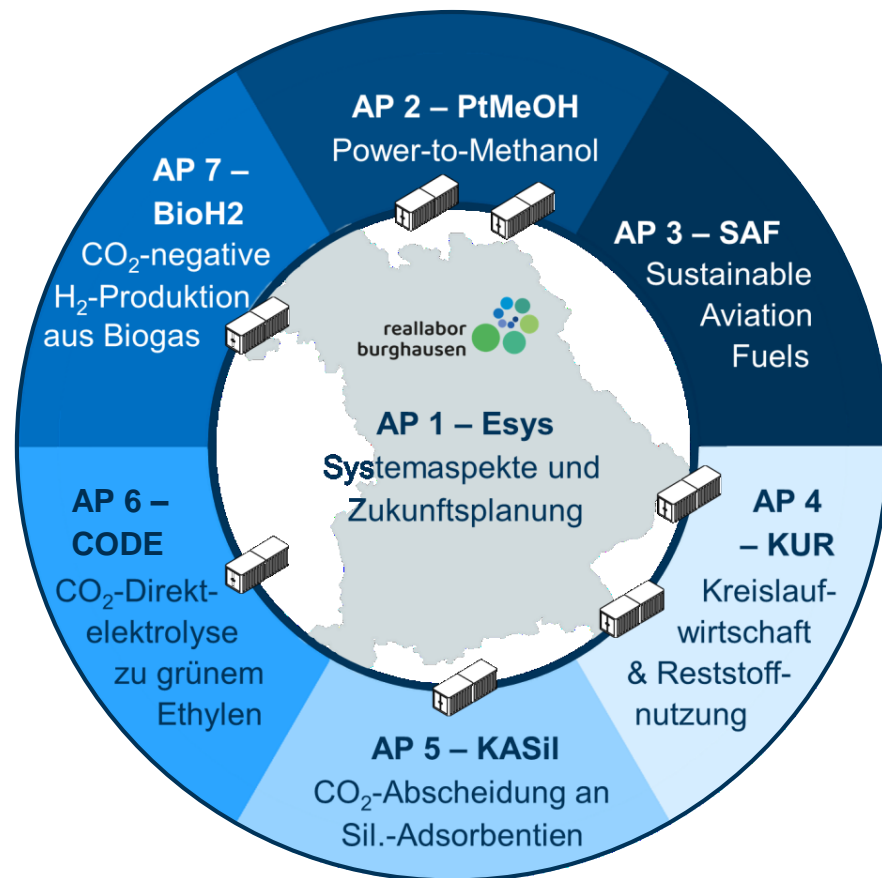 AP 2 – PtMeOH
Power-to-Methanol
AP 3 – SAF
Sustainable
Aviation
Fuels
AP 4
– KUR
Kreislauf-
wirtschaft
& Reststoff-
nutzung
AP 5 – KASil
CO₂-Abscheidung an
Sil.-Adsorbentien
AP 6 –
CODE
CO₂-Direkt-
elektrolyse
zu grünem
Ethylen
AP 7 –
BioH2
CO₂-negative
H₂-Produktion
aus Biogas
reallabor
burghausen
AP 1 – Esys
Systemaspekte und
Zukunftsplanung